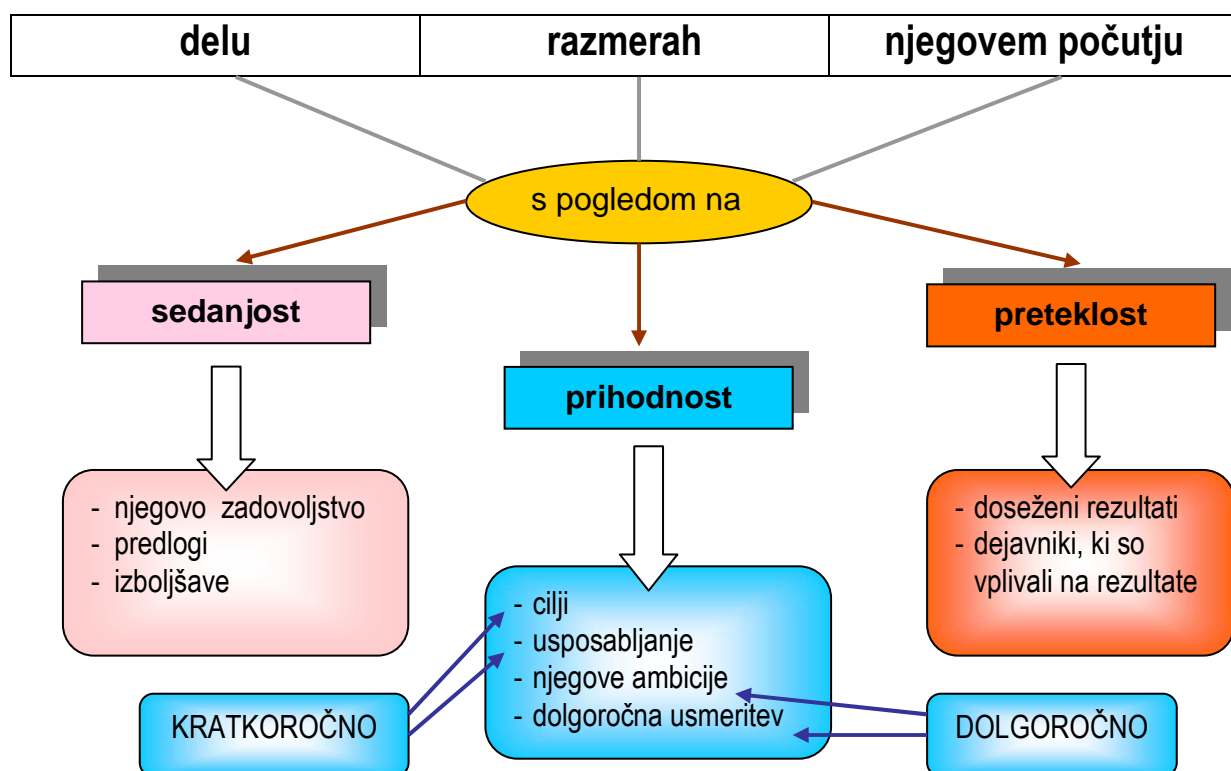 delu
razmerah
njegovem počutju
s pogledom na
sedanjost
preteklost
prihodnost
- njegovo zadovoljstvo
- predlogi
- izboljšave
- doseženi rezultati
- dejavniki, ki so
vplivali na rezultate
- cilji
- usposabljanje
- njegove ambicije
- dolgoročna usmeritev
KRATKOROČNO
DOLGOROČNO